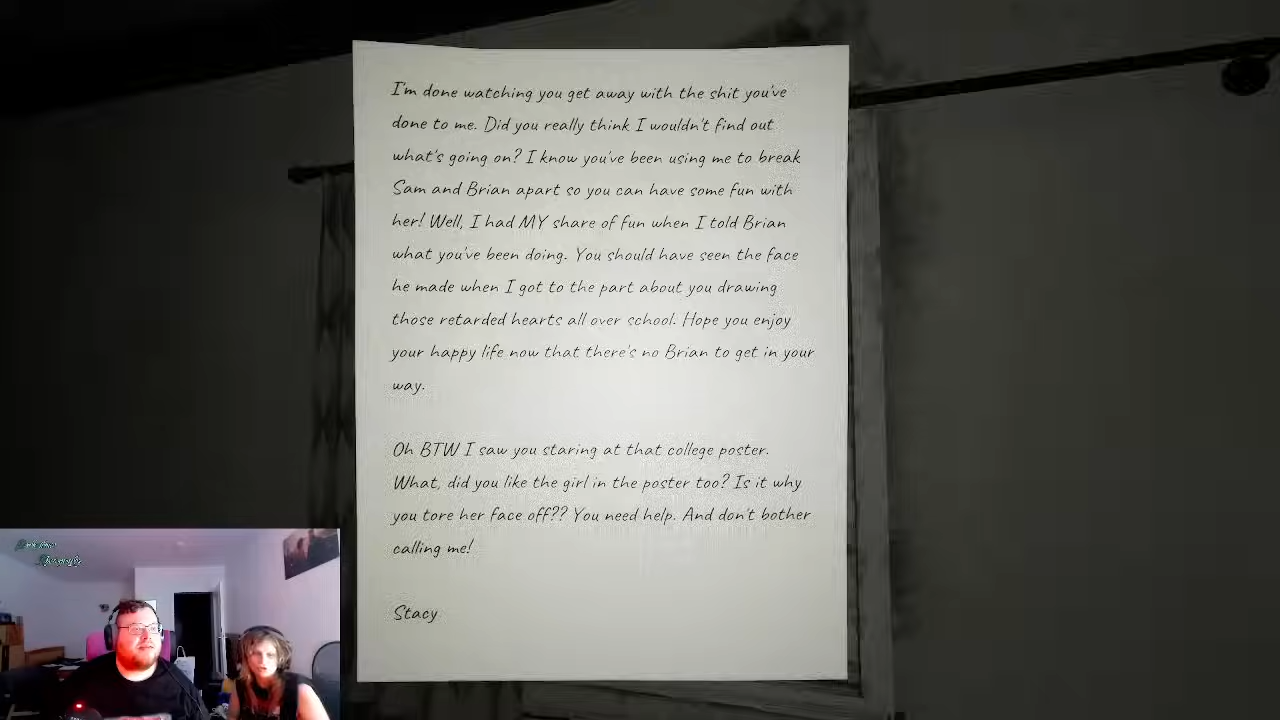 I'm done watching you get away with the shit you've
done to me. Did you really think I wouldn't find out
what's going on? I know you've been using me to break
Sam and Brian apart so you can have some fun with
her! Well, I had MY share of fun when I told Brian
what you've been doing. You should have seen the face
he made when I got to the part about you drawing
those retarded hearts all over school. Hope you enjoy
your happy life now that there's no Brian to get in your
way.
Oh BTW I saw you staring at that college poster.
What, did you like the girl in the poster too? Is it why
you tore her face off?? You need help. And don't bother
calling me!
Stacy